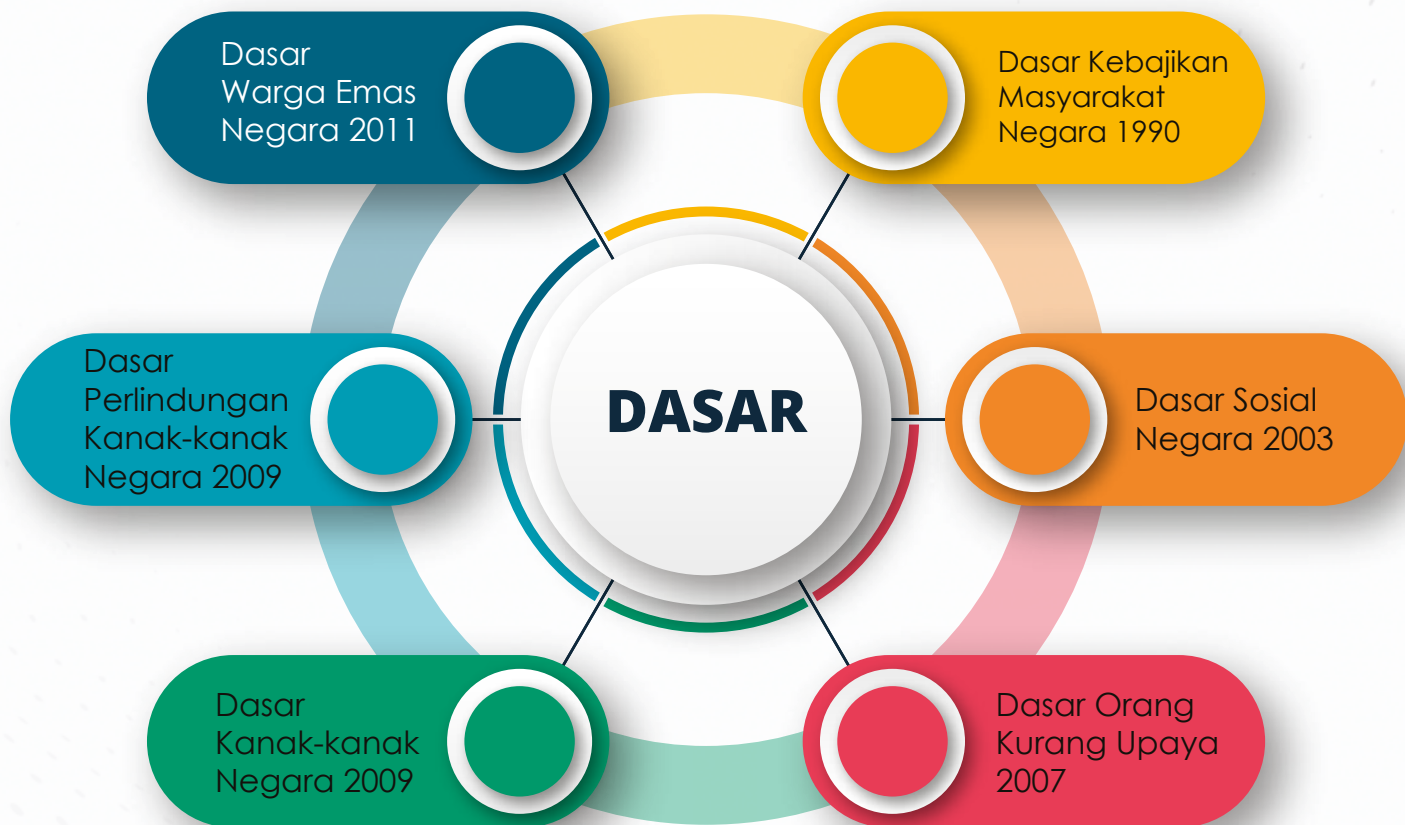 Dasar
Warga Emas
Negara 2011
Dasar Kebajikan
Masyarakat
Negara 1990
Dasar
Perlindungan
Kanak-kanak
Negara 2009
DASAR
Dasar Sosial
Negara 2003
Dasar
Kanak-kanak
Negara 2009
Dasar Orang
Kurang Upaya
2007